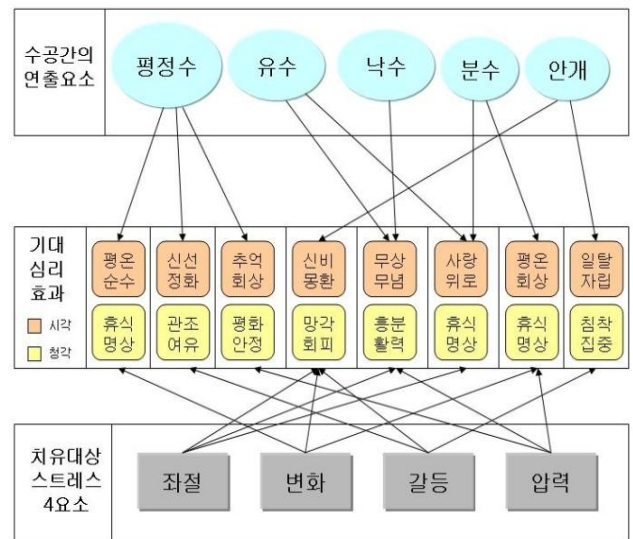 수공간의
연출요소
평정수
유수
낙수
분수
안개
기대
심리
효과
시각
청각
평온
순수
신선
정화
추억
회상
신비
몽환
무상
무념
사랑
위로
평온
회상
일탈
자립
휴식
명상
관조
여유
평화
안정
망각
회피
흥분
활력
휴식
명상
휴식
명상
침착
집중
치유대상
스트레스
4요소
좌절
변화
갈등
압력